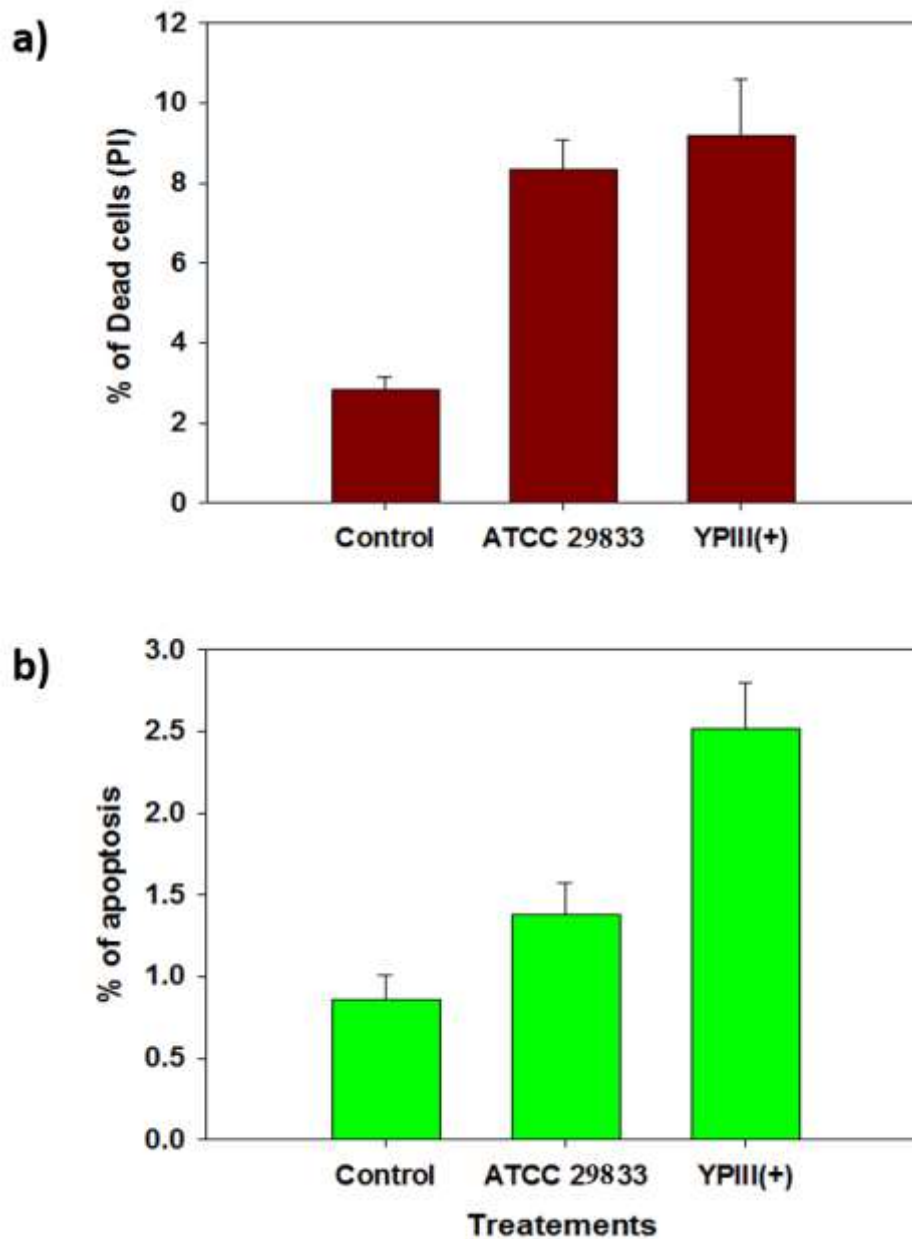 a)
% of Dead cells (PI)
12
10
8
6
4
2
0
Control ATCC 29833 YPIII(+)
b)
% of apoptosis
3.0
2.5
2.0
1.5
1.0
0.5
0.0
Control ATCC 29833 YPIII(+)
Treatements